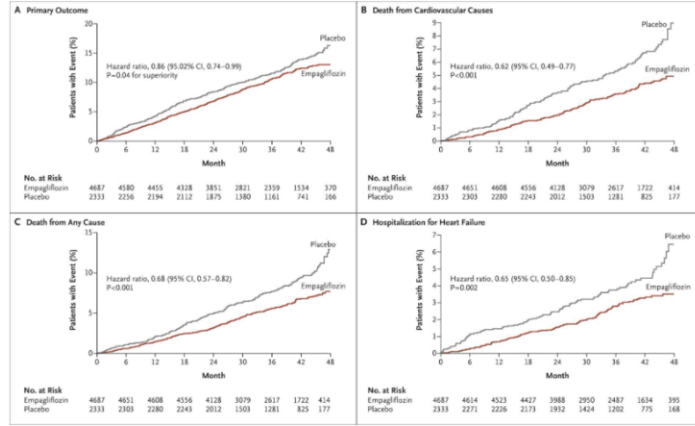 A Primary Outcome
20
15
10
5
0
Patients with Event (%)
Hazard ratio, 0.86 (95.02% CI, 0.74–0.99)
P=0.04 for superiority
Placebo
Empagliflozin
0 6 12 18 24 30 36 42 48
Month
No. at Risk
Empagliflozin 4687 4580 4455 4328 3851 2821 2359 1534 370
Placebo 2333 2256 2194 2112 1875 1380 1161 741 166
B Death from Cardiovascular Causes
9
8
7
6
5
4
3
2
1
0
Patients with Event (%)
Hazard ratio, 0.62 (95% CI, 0.49–0.77)
P<0.001
Placebo
Empagliflozin
0 6 12 18 24 30 36 42 48
Month
No. at Risk
Empagliflozin 4687 4651 4608 4556 4128 3079 2617 1722 414
Placebo 2333 2303 2280 2243 2012 1503 1281 825 177
C Death from Any Cause
15
10
5
0
Patients with Event (%)
Hazard ratio, 0.68 (95% CI, 0.57–0.82)
P<0.001
Placebo
Empagliflozin
0 6 12 18 24 30 36 42 48
Month
No. at Risk
Empagliflozin 4687 4651 4608 4556 4128 3079 2617 1722 414
Placebo 2333 2303 2280 2243 2012 1503 1281 825 177
D Hospitalization for Heart Failure
7
6
5
4
3
2
1
0
Patients with Event (%)
Hazard ratio, 0.65 (95% CI, 0.50–0.85)
P=0.002
Placebo
Empagliflozin
0 6 12 18 24 30 36 42 48
Month
No. at Risk
Empagliflozin 4687 4614 4523 4427 3988 2950 2487 1634 395
Placebo 2333 2271 2226 2173 1932 1424 1202 775 168